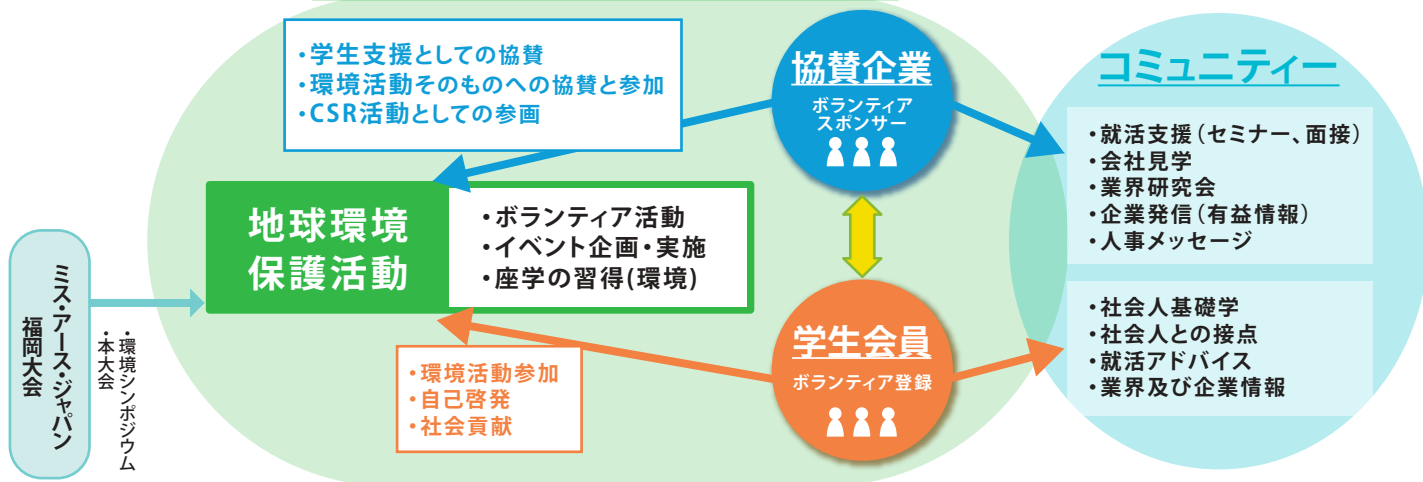 ・学生支援としての協賛
・環境活動そのものへの協賛と参加
・CSR活動としての参画
協賛企業
ボランティア
スポンサー
コミュニティー
・就活支援(セミナー、面接)
・会社見学
・業界研究会
・企業発信(有益情報)
・人事メッセージ
地球環境
保護活動
・ボランティア活動
・イベント企画・実施
・座学の習得(環境)
ミス・アース・ジャパン
福岡大会
・環境シンポジウム
・本大会
学生会員
ボランティア登録
・環境活動参加
・自己啓発
・社会貢献
・社会人基礎学
・社会人との接点
・就活アドバイス
・業界及び企業情報